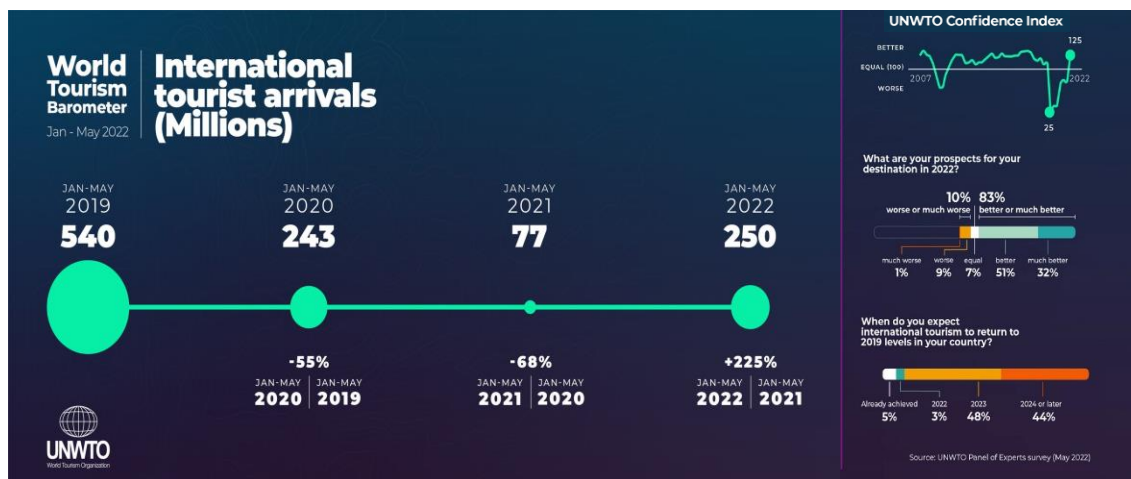 World
Tourism
Barometer
Jan - May 2022
International
tourist arrivals
(Millions)
JAN-MAY
2019
540
JAN-MAY
2020
243
JAN-MAY
2021
77
JAN-MAY
2022
250
-55%
JAN-MAY JAN-MAY
2020 2019
-68%
JAN-MAY JAN-MAY
2021 2020
+225%
JAN-MAY JAN-MAY
2022 2021
UNWTO
World Tourism Organization
UNWTO Confidence Index
125
BETTER
EQUAL (100)
2007
2022
WORSE
25
What are your prospects for your
destination in 2022?
10% 83%
worse or much worse better or much better
much worse worse equal better much better
1% 9% 7% 51% 32%
When do you expect
international tourism to return to
2019 levels in your country?
Already achieved 2022 2023 2024 or later
5% 3% 48% 44%
Source: UNWTO Panel of Experts survey (May 2022)